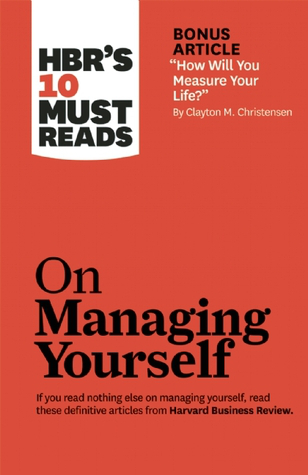 HBR'S
10
MUST
READS
BONUS
ARTICLE
“How Will You
Measure Your
Life?”
By Clayton M. Christensen
On
Managing
Yourself
If you read nothing else on managing yourself, read
these definitive articles from Harvard Business Review.